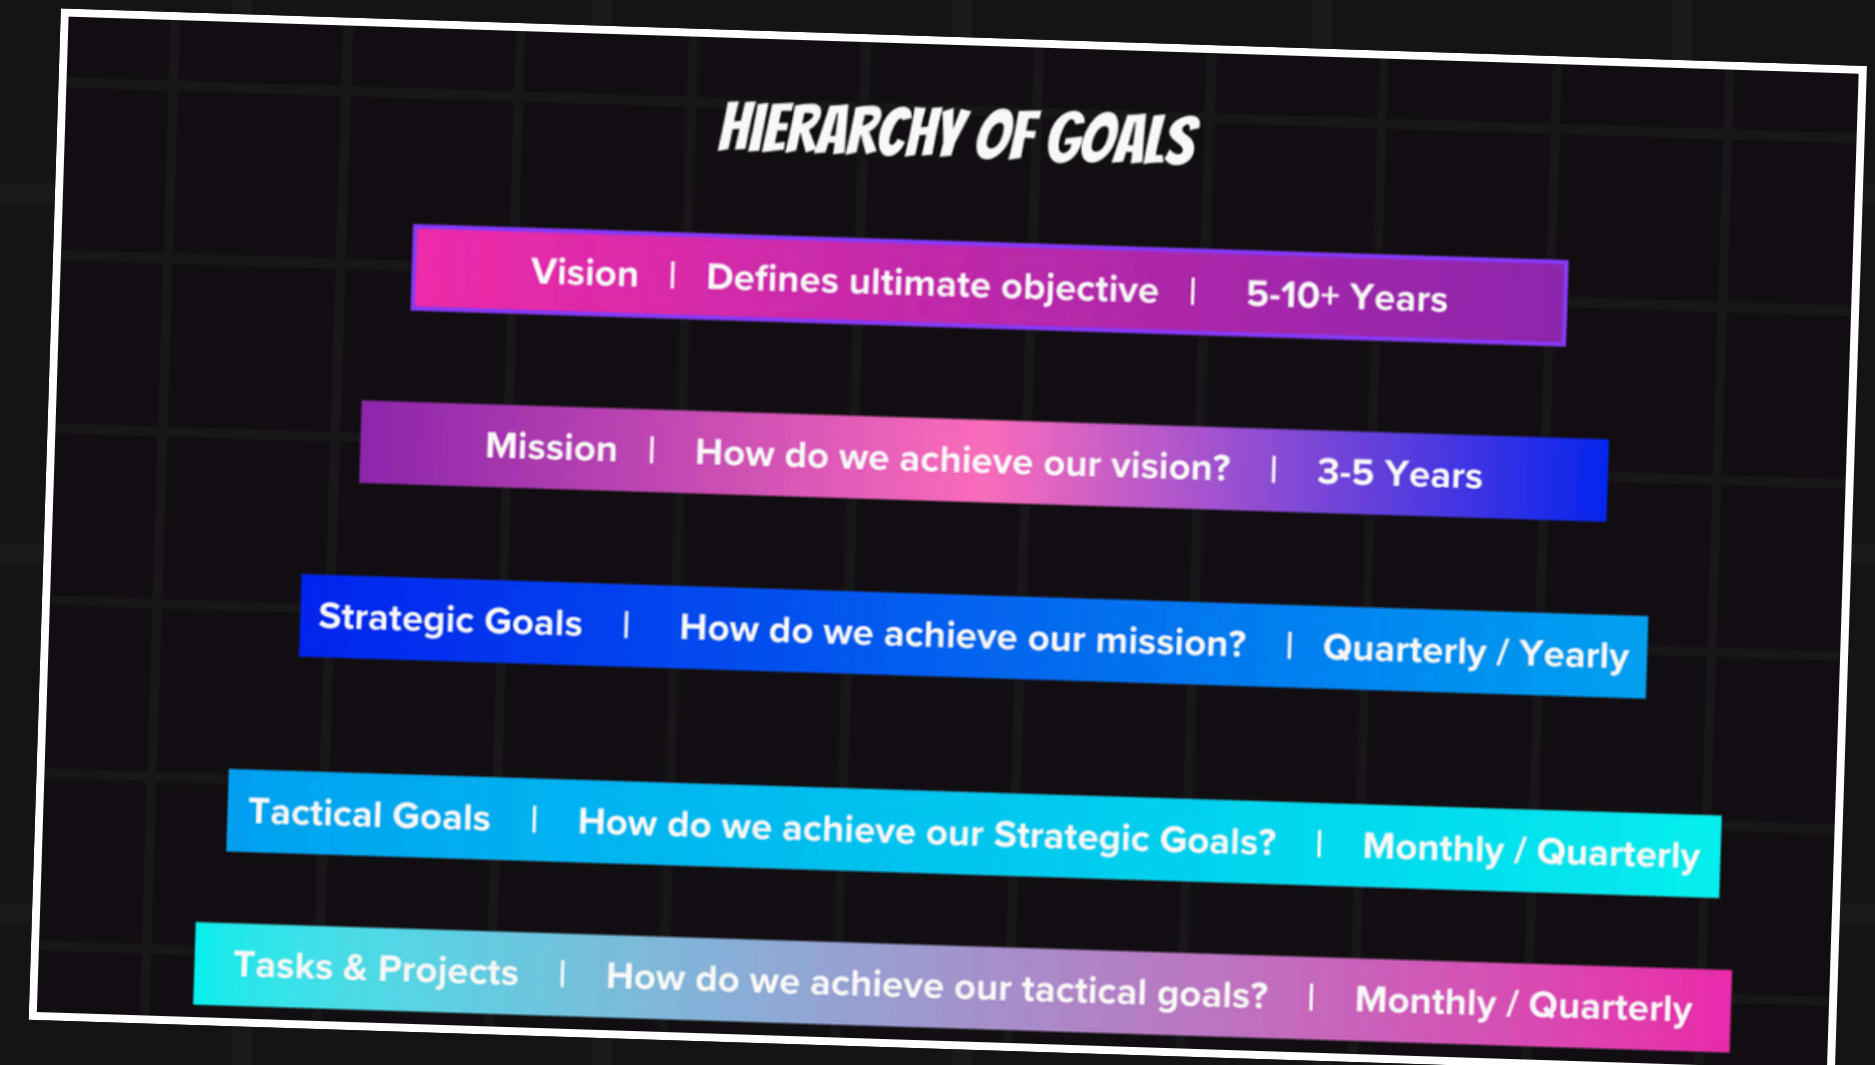 HIERARCHY OF GOALS
Vision | Defines ultimate objective | 5-10+ Years
Mission | How do we achieve our vision? | 3-5 Years
Strategic Goals | How do we achieve our mission? | Quarterly / Yearly
Tactical Goals | How do we achieve our Strategic Goals? | Monthly / Quarterly
Tasks & Projects | How do we achieve our tactical goals? | Monthly / Quarterly